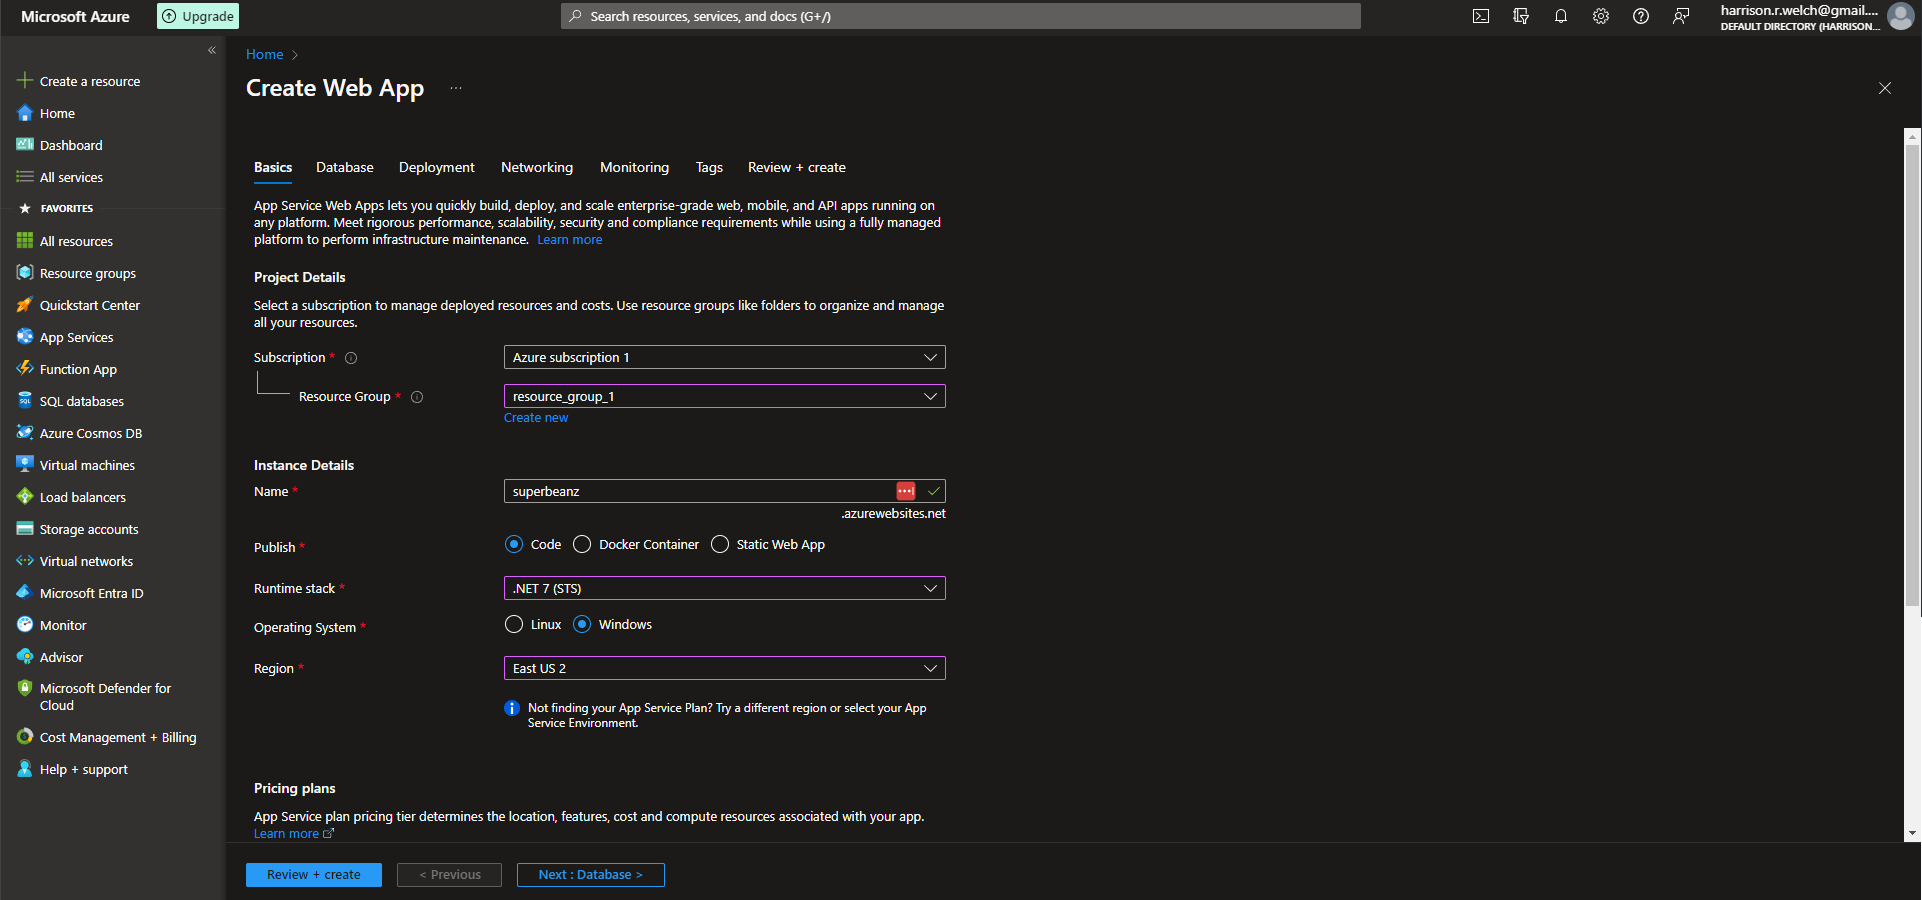 Microsoft Azure
Upgrade
Search resources, services, and docs (G+/)
harrison.r.welch@gmail....
DEFAULT DIRECTORY (HARRISON...
Create a resource
Home
Dashboard
All services
FAVORITES
All resources
Resource groups
Quickstart Center
App Services
Function App
SQL databases
Azure Cosmos DB
Virtual machines
Load balancers
Storage accounts
Virtual networks
Microsoft Entra ID
Monitor
Advisor
Microsoft Defender for
Cloud
Cost Management + Billing
Help + support
Home >
Create Web App ...
Basics Database Deployment Networking Monitoring Tags Review + create
App Service Web Apps lets you quickly build, deploy, and scale enterprise-grade web, mobile, and API apps running on
any platform. Meet rigorous performance, scalability, security and compliance requirements while using a fully managed
platform to perform infrastructure maintenance. Learn more
Project Details
Select a subscription to manage deployed resources and costs. Use resource groups like folders to organize and manage
all your resources.
Subscription * Azure subscription 1
Resource Group * resource_group_1
Create new
Instance Details
Name * superbeanz
.azurewebsites.net
Publish * Code Docker Container Static Web App
Runtime stack * .NET 7 (STS)
Operating System * Linux Windows
Region * East US 2
Not finding your App Service Plan? Try a different region or select your App
Service Environment.
Pricing plans
App Service plan pricing tier determines the location, features, cost and compute resources associated with your app.
Learn more
Review + create < Previous Next : Database >